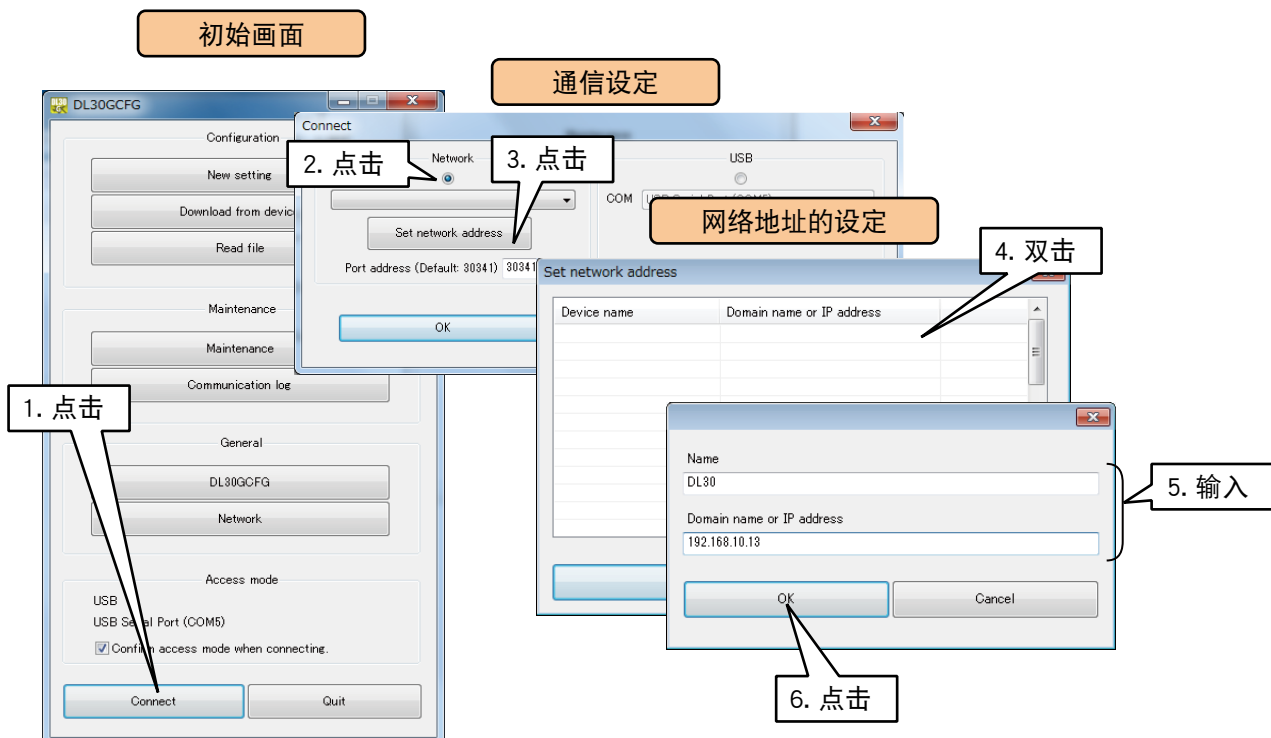 初始画面
DL30GCFG
Configuration
New setting
Download from devic
Read file
Maintenance
Maintenance
Communication log
1. 点击
General
DL30GCFG
Network
Access mode
USB
USB Serial Port (COM5)
Confirm access mode when connecting.
Connect
Quit
通信设定
Connect
2. 点击
Network
3. 点击
USB
COM
Set network address
Port address (Default: 30341)
30341
OK
网络地址的设定
Set network address
4. 双击
Device name
Domain name or IP address
Name
DL30
Domain name or IP address
192.168.10.13
5. 输入
OK
Cancel
6. 点击